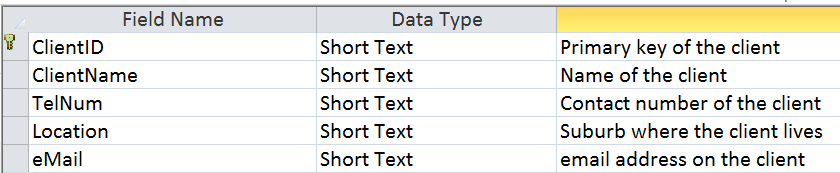 Field Name Data Type
ClientID Short Text Primary key of the client
ClientName Short Text Name of the client
TelNum Short Text Contact number of the client
Location Short Text Suburb where the client lives
eMail Short Text email address on the client